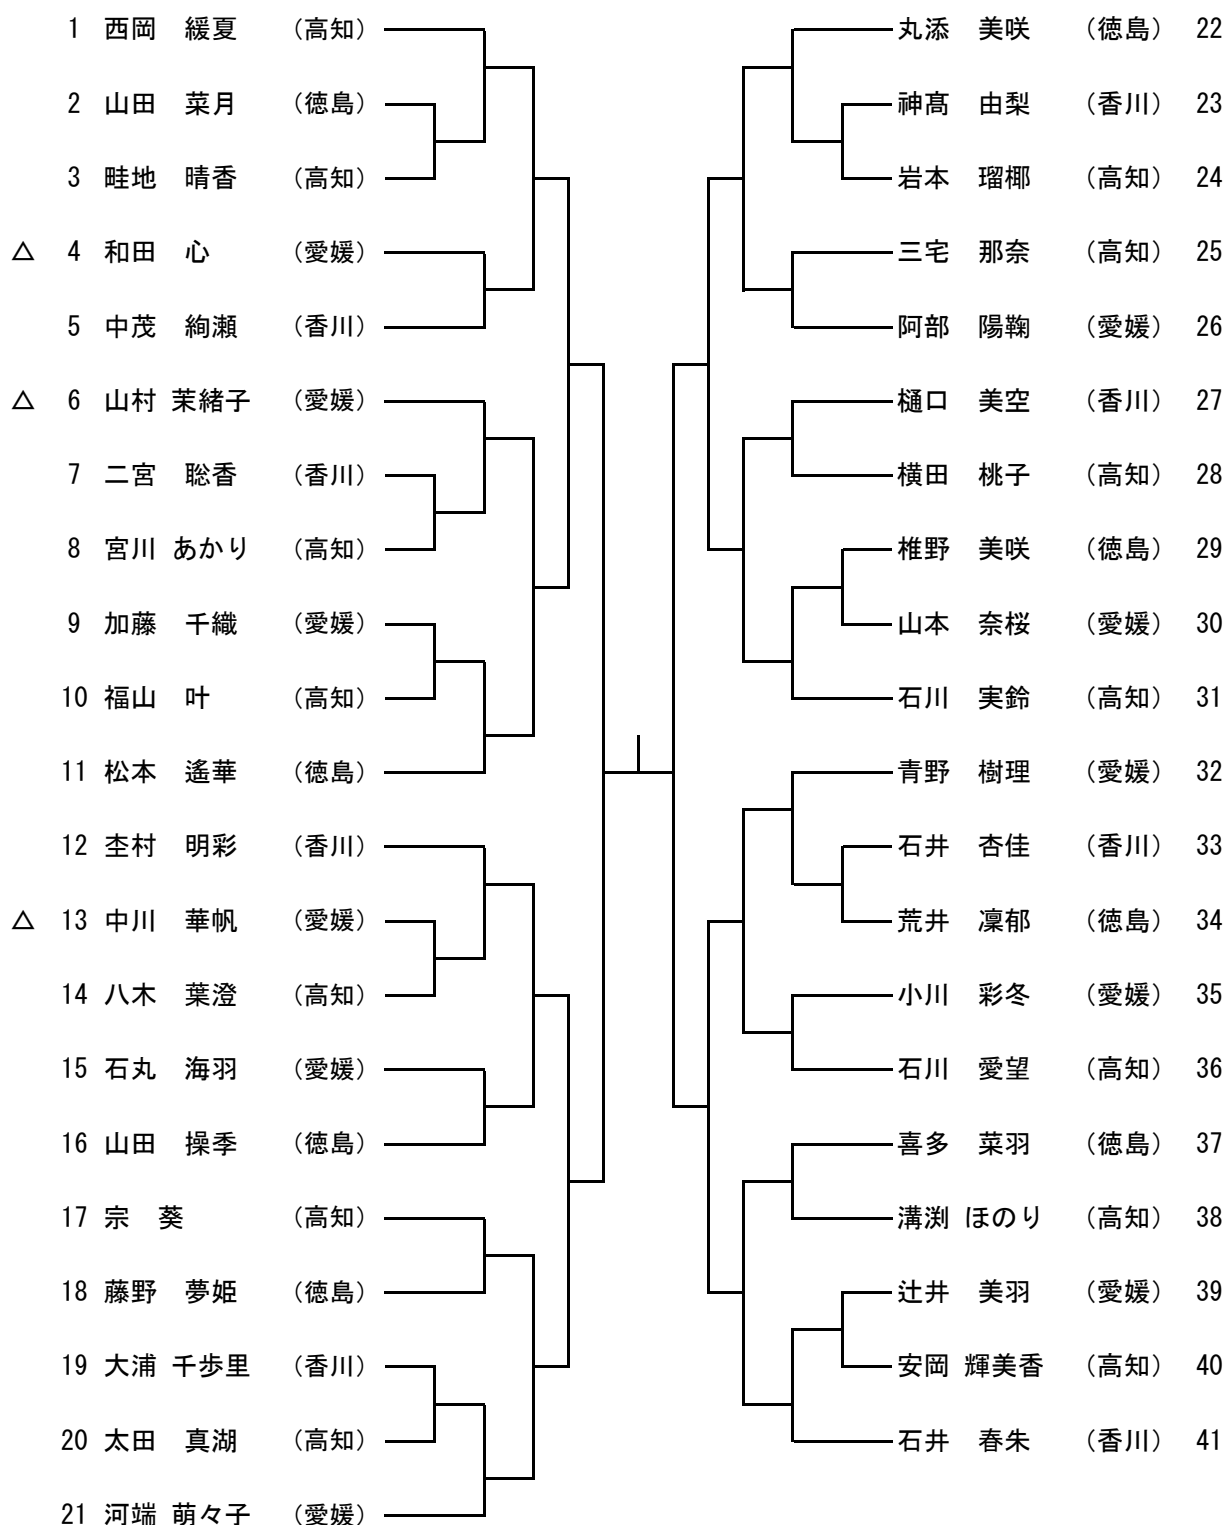 1 西岡 緩夏 （高知）
2 山田 菜月 （徳島）
3 畦地 晴香 （高知）
△ 4 和田 心 （愛媛）
5 中茂 絢瀬 （香川）
△ 6 山村 茉緒子 （愛媛）
7 二宮 聡香 （香川）
8 宮川 あかり （高知）
9 加藤 千織 （愛媛）
10 福山 叶 （高知）
11 松本 遙華 （徳島）
12 杢村 明彩 （香川）
△ 13 中川 華帆 （愛媛）
14 八木 葉澄 （高知）
15 石丸 海羽 （愛媛）
16 山田 操季 （徳島）
17 宗 葵 （高知）
18 藤野 夢姫 （徳島）
19 大浦 千歩里 （香川）
20 太田 真湖 （高知）
21 河端 萌々子 （愛媛）
丸添 美咲 （徳島） 22
神髙 由梨 （香川） 23
岩本 瑠梛 （高知） 24
三宅 那奈 （高知） 25
阿部 陽鞠 （愛媛） 26
樋口 美空 （香川） 27
横田 桃子 （高知） 28
椎野 美咲 （徳島） 29
山本 奈桜 （愛媛） 30
石川 実鈴 （高知） 31
青野 樹理 （愛媛） 32
石井 杏佳 （香川） 33
荒井 凜郁 （徳島） 34
小川 彩冬 （愛媛） 35
石川 愛望 （高知） 36
喜多 菜羽 （徳島） 37
溝渕 ほのり （高知） 38
辻井 美羽 （愛媛） 39
安岡 輝美香 （高知） 40
石井 春朱 （香川） 41